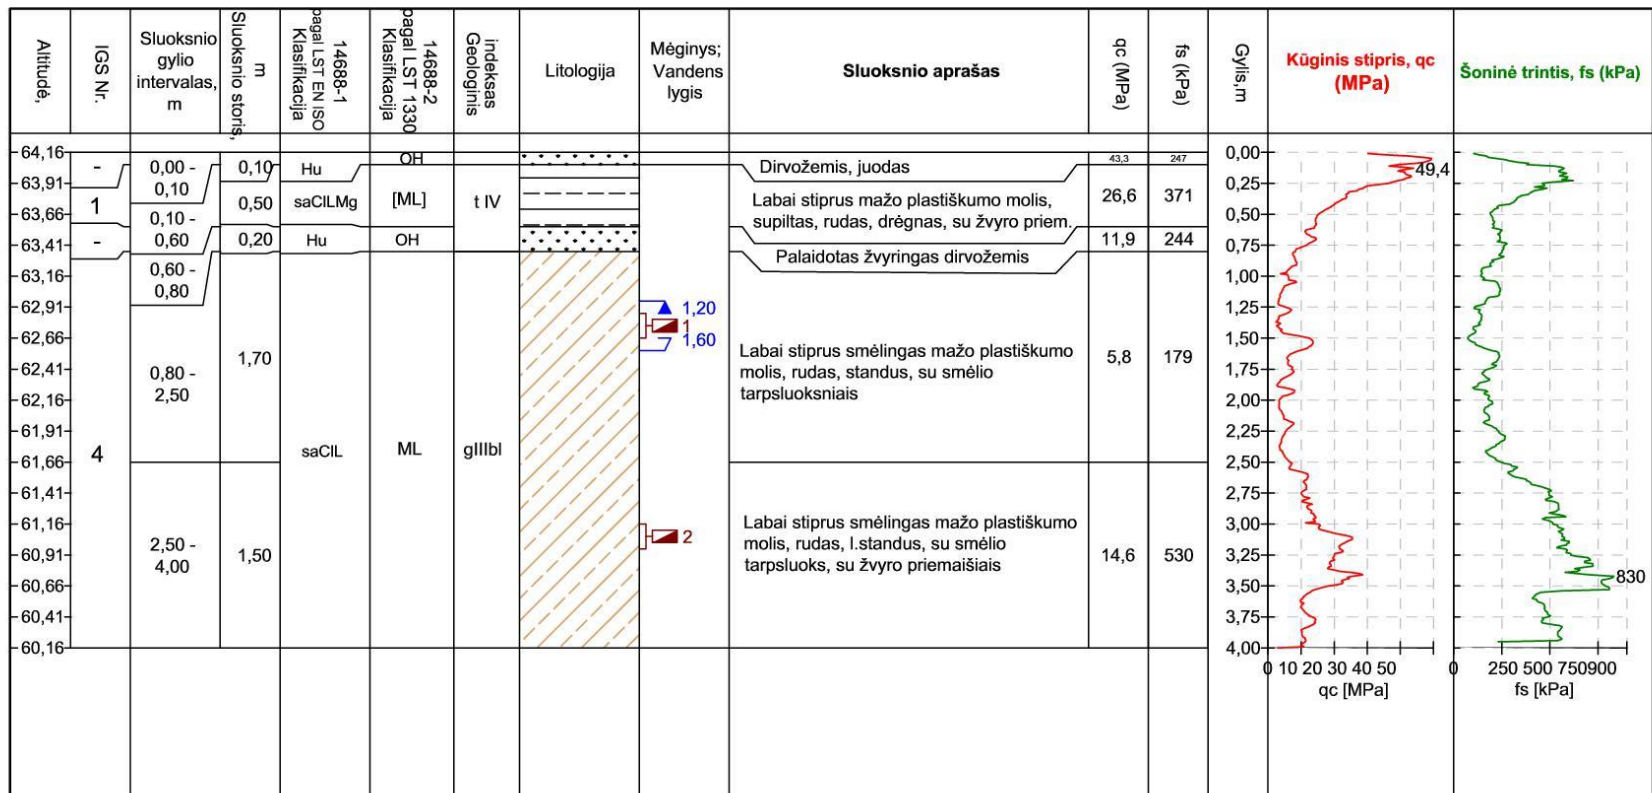 Altitudė,
IGS Nr.
Sluoksnio
gylio
intervalas,
m
Sluoksnio storis,
m
Klasifikacija
pagal LST EN ISO
14688-1
Klasifikacija
pagal LST 1330
14688-2
Geologinis
indeksas
Litologija
Mėginys;
Vandens
lygis
Sluoksnio aprašas
qc (MPa)
fs (kPa)
Gylis,m
Kūginis stipris, qc
(MPa)
Šoninė trintis, fs (kPa)
64,16
63,91
63,66
63,41
63,16
62,91
62,66
62,41
62,16
61,91
61,66
61,41
61,16
60,91
60,66
60,41
60,16
-
1
-
4
0,00 -
0,10
0,10 -
0,60
0,60 -
0,80
0,80 -
2,50
2,50 -
4,00
0,10
0,50
0,20
1,70
1,50
Hu
saClLMg
Hu
saClL
OH
[ML]
OH
ML
t IV
gIIIbl
1,20
1
1,60
2
Dirvožemis, juodas
Labai stiprus mažo plastiškumo molis,
supiltas, rudas, drėgnas, su žvyro priem.
Palaidotas žvyringas dirvožemis
Labai stiprus smėlingas mažo plastiškumo
molis, rudas, standus, su smėlio
tarpsluoksniais
Labai stiprus smėlingas mažo plastiškumo
molis, rudas, l.standus, su smėlio
tarpsluoks, su žvyro priemaišiais
43,3
26,6
11,9
5,8
14,6
247
371
244
179
530
0,00
0,25
0,50
0,75
1,00
1,25
1,50
1,75
2,00
2,25
2,50
2,75
3,00
3,25
3,50
3,75
4,00
49,4
0 10 20 30 40 50
qc [MPa]
830
0 250 500 750 900
fs [kPa]